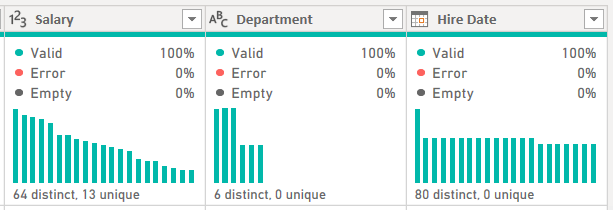 1²3 Salary
ABC Department
Hire Date
Valid 100%
Error 0%
Empty 0%
64 distinct, 13 unique
Valid 100%
Error 0%
Empty 0%
6 distinct, 0 unique
Valid 100%
Error 0%
Empty 0%
80 distinct, 0 unique